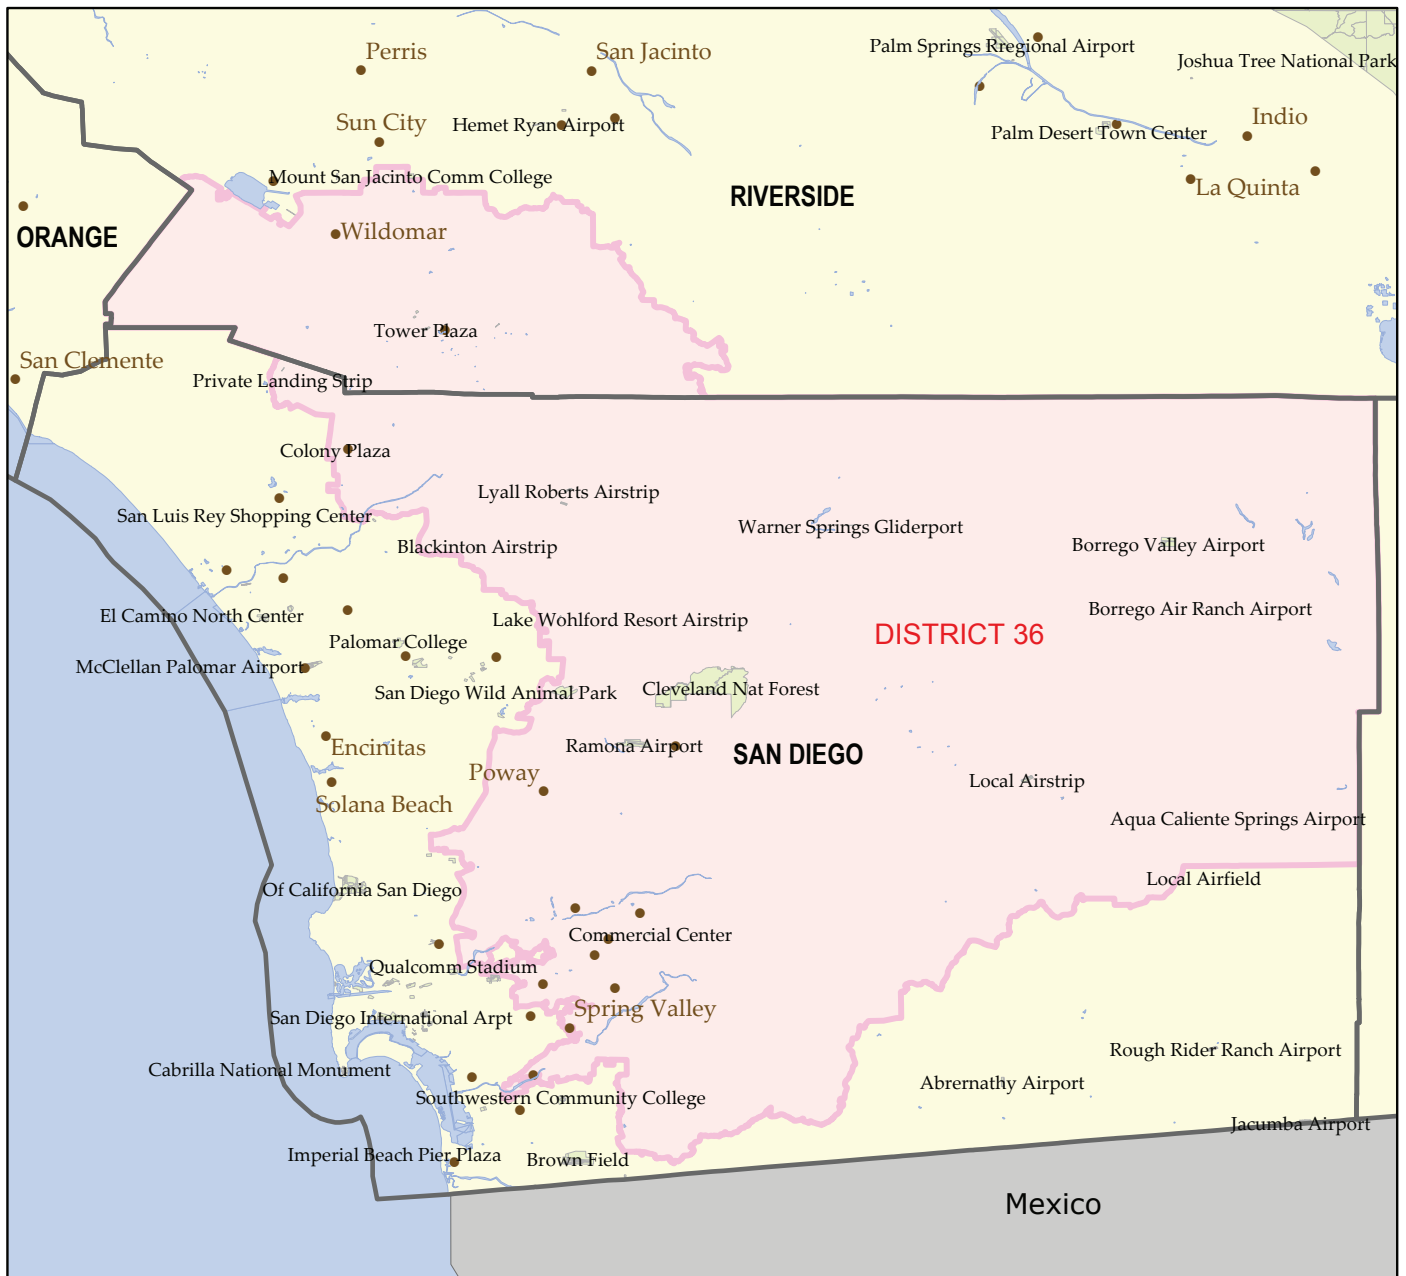 Perris
San Jacinto
Palm Springs Rregional Airport
Joshua Tree National Park
Sun City
Hemet Ryan Airport
Palm Desert Town Center
Indio
Mount San Jacinto Comm College
La Quinta
RIVERSIDE
ORANGE
Wildomar
Tower Plaza
San Clemente
Private Landing Strip
Colony Plaza
Lyall Roberts Airstrip
San Luis Rey Shopping Center
Warner Springs Gliderport
Blackinton Airstrip
Borrego Valley Airport
El Camino North Center
Lake Wohlford Resort Airstrip
Borrego Air Ranch Airport
DISTRICT 36
Palomar College
McClellan Palomar Airport
San Diego Wild Animal Park
Cleveland Nat Forest
Encinitas
Ramona Airport
SAN DIEGO
Poway
Local Airstrip
Solana Beach
Aqua Caliente Springs Airport
Of California San Diego
Local Airfield
Commercial Center
Qualcomm Stadium
Spring Valley
San Diego International Arpt
Rough Rider Ranch Airport
Cabrilla National Monument
Abrernathy Airport
Southwestern Community College
Jacumba Airport
Imperial Beach Pier Plaza
Brown Field
Mexico